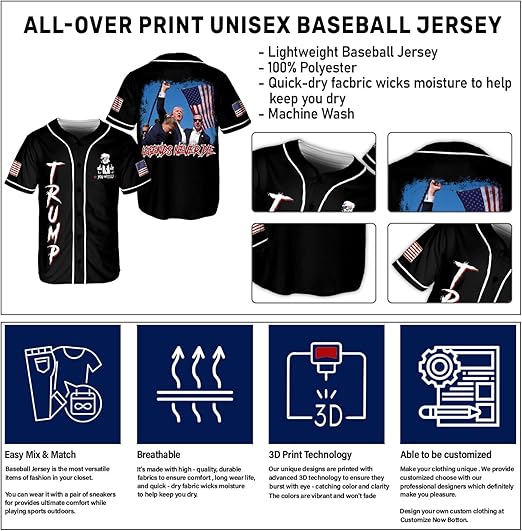 ALL-OVER PRINT UNISEX BASEBALL JERSEY
- Lightweight Baseball Jersey
- 100% Polyester
- Quick-dry facbric wicks moisture to help
keep you dry
- Machine Wash
TRUMP
LEGENDS NEVER DIE
Easy Mix & Match
Baseball Jersey is the most versatile
items of fashion in your closet.
You can wear it with a pair of sneakers
for provides ultimate comfort while
playing sports outdoors.
Breathable
It's made with high - quality, durable
fabrics to ensure comfort , long wear life,
and quick - dry fabric wicks moisture
to help keep you dry.
3D
3D Print Technology
Our unique designs are printed with
advanced 3D technology to ensure they
burst with eye - catching color and clarity
The colors are vibrant and won't fade
Able to be customized
Make your clothing unique . We provide
customized choose with our
professional designers which definitely
make you pleasure.
Design your own custom clothing at
Customize Now Botton.